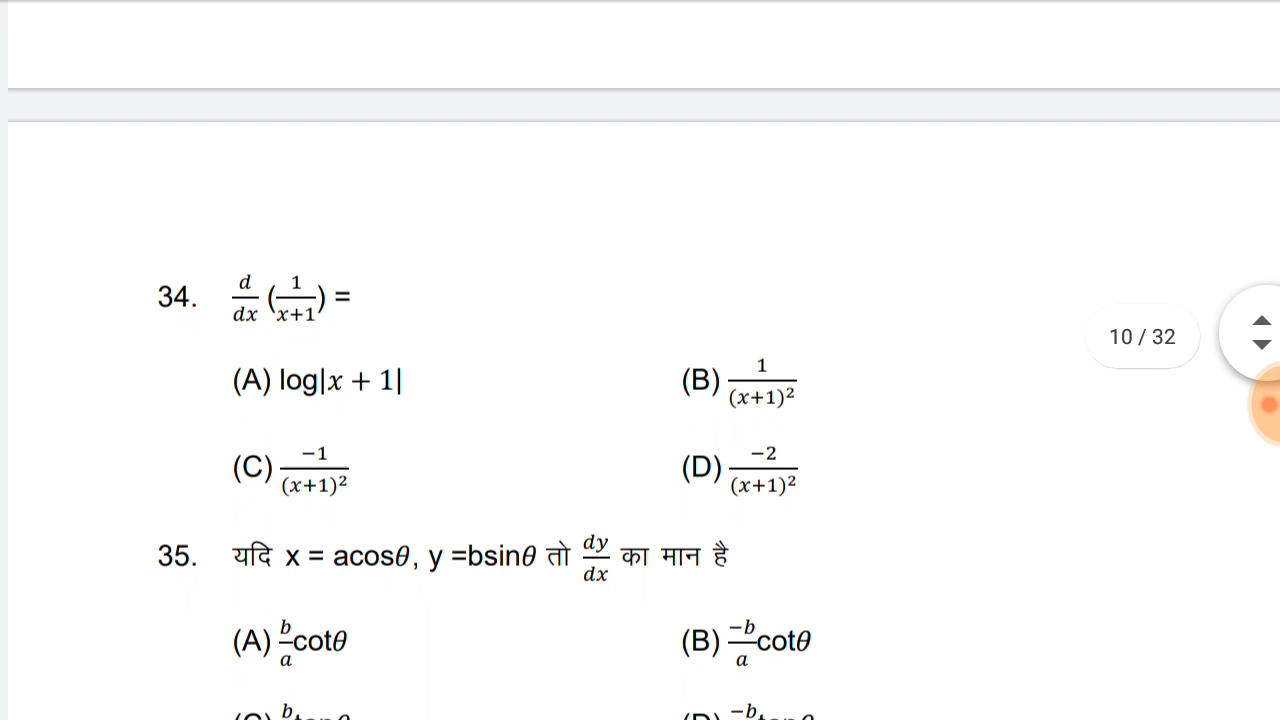 34. d/dx (1/x+1) =
10 / 32
(A) log|x + 1| (B) 1/(x+1)²
(C) −1/(x+1)² (D) −2/(x+1)²
35. यदि x = acosθ, y =bsinθ तो dy/dx का मान है
(A) b/a cotθ (B) −b/a cotθ